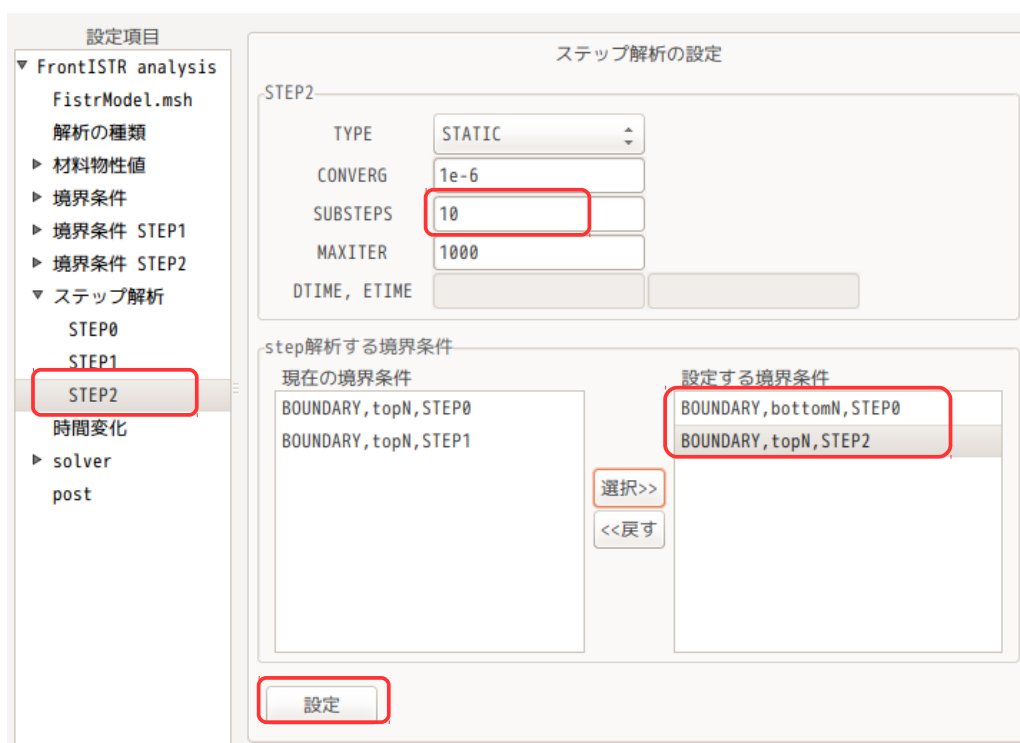 設定項目
FrontISTR analysis
FistrModel.msh
解析の種類
材料物性値
境界条件
境界条件 STEP1
境界条件 STEP2
ステップ解析
STEP0
STEP1
STEP2
時間変化
solver
post
ステップ解析の設定
STEP2
TYPE STATIC
CONVERG 1e-6
SUBSTEPS 10
MAXITER 1000
DTIME, ETIME
step解析する境界条件
現在の境界条件
BOUNDARY,topN,STEP0
BOUNDARY,topN,STEP1
選択>>
<<戻す
設定する境界条件
BOUNDARY,bottomN,STEP0
BOUNDARY,topN,STEP2
設定